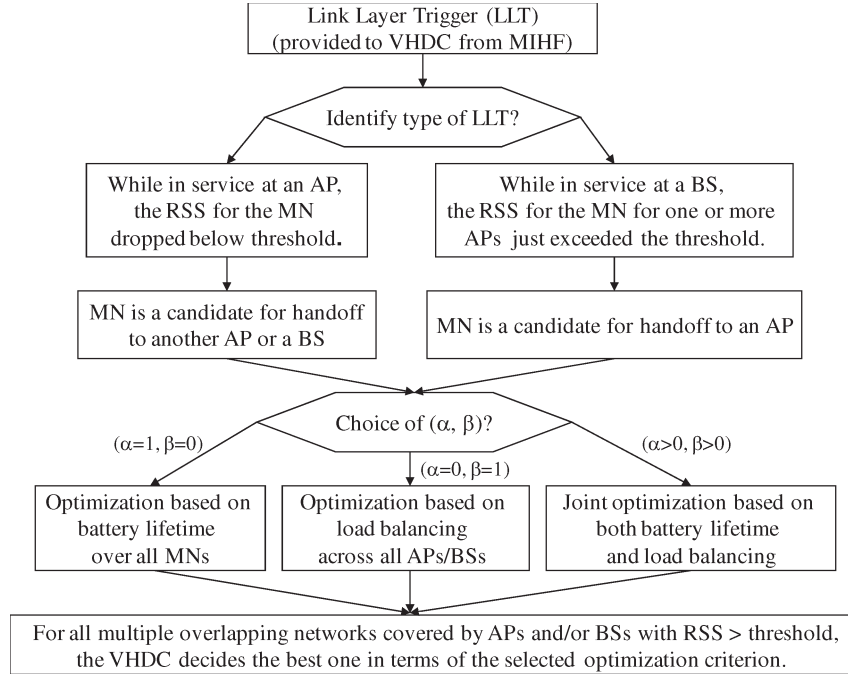 Link Layer Trigger (LLT)
(provided to VHDC from MIHF)
Identify type of LLT?
While in service at an AP,
the RSS for the MN
dropped below threshold.
While in service at a BS,
the RSS for the MN for one or more
APs just exceeded the threshold.
MN is a candidate for handoff
to another AP or a BS
MN is a candidate for handoff to an AP
Choice of (α, β)?
(α=1, β=0)
(α=0, β=1)
(α>0, β>0)
Optimization based on
battery lifetime
over all MNs
Optimization based on
load balancing
across all APs/BSs
Joint optimization based on
both battery lifetime
and load balancing
For all multiple overlapping networks covered by APs and/or BSs with RSS > threshold,
the VHDC decides the best one in terms of the selected optimization criterion.